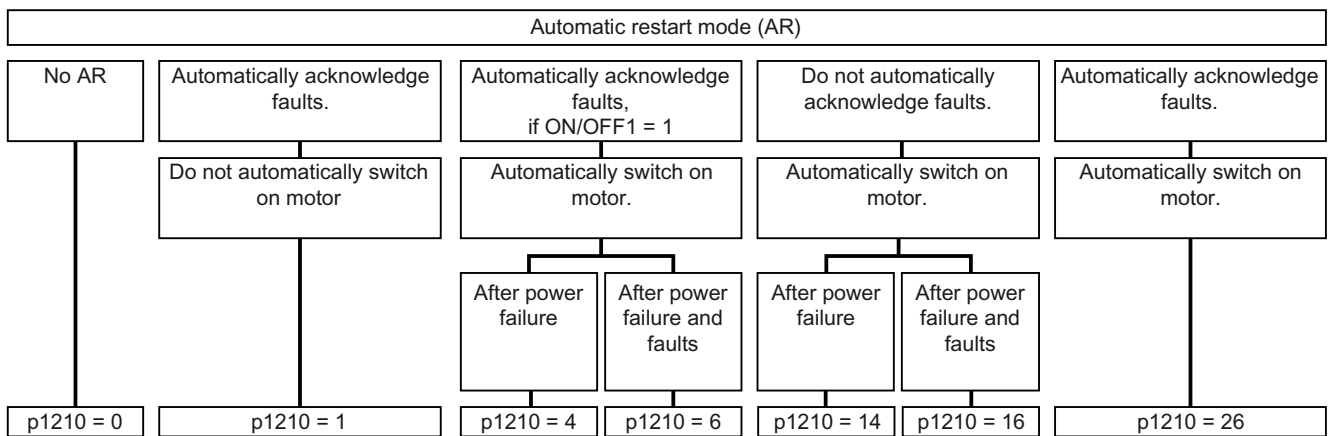 Automatic restart mode (AR)
No AR
Automatically acknowledge
faults.
Automatically acknowledge
faults,
if ON/OFF1 = 1
Do not automatically
acknowledge faults.
Automatically acknowledge
faults.
Do not automatically switch
on motor
Automatically switch on
motor.
Automatically switch on
motor.
Automatically switch on
motor.
After power
failure
After power
failure and
faults
After power
failure
After power
failure and
faults
p1210 = 0
p1210 = 1
p1210 = 4
p1210 = 6
p1210 = 14
p1210 = 16
p1210 = 26